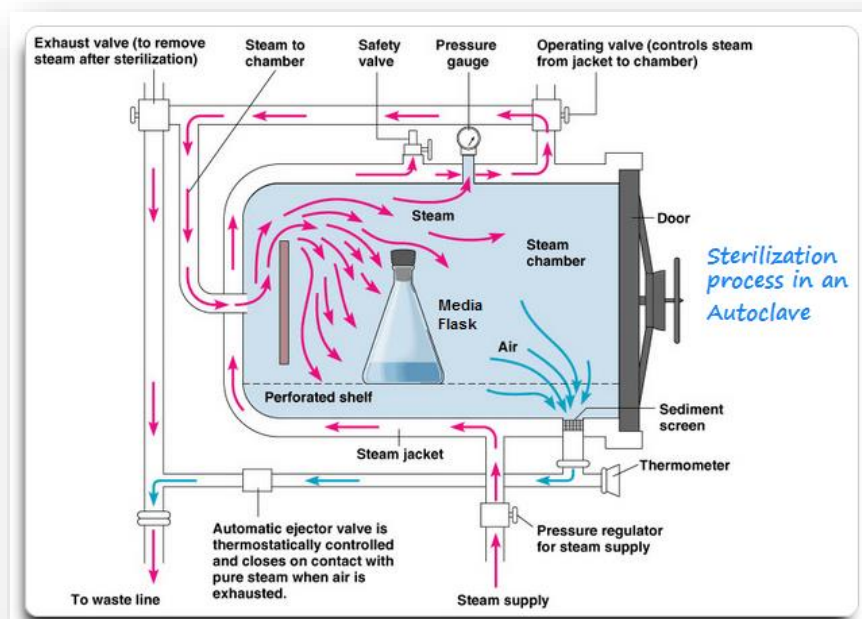 Exhaust valve (to remove
steam after sterilization)
Steam to
chamber
Safety
valve
Pressure
gauge
Operating valve (controls steam
from jacket to chamber)
Steam
Steam
chamber
Door
Sterilization
process in an
Autoclave
Media
Flask
Air
Perforated shelf
Sediment
screen
Steam jacket
Thermometer
Automatic ejector valve is
thermostatically controlled
and closes on contact with
pure steam when air is
exhausted.
Pressure regulator
for steam supply
To waste line
Steam supply